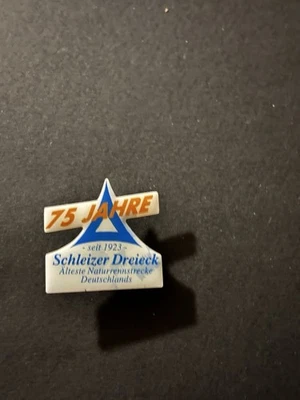 75 JAHRE
- seit 1923 -
Schleizer Dreieck
Älteste Naturrennstrecke
Deutschlands